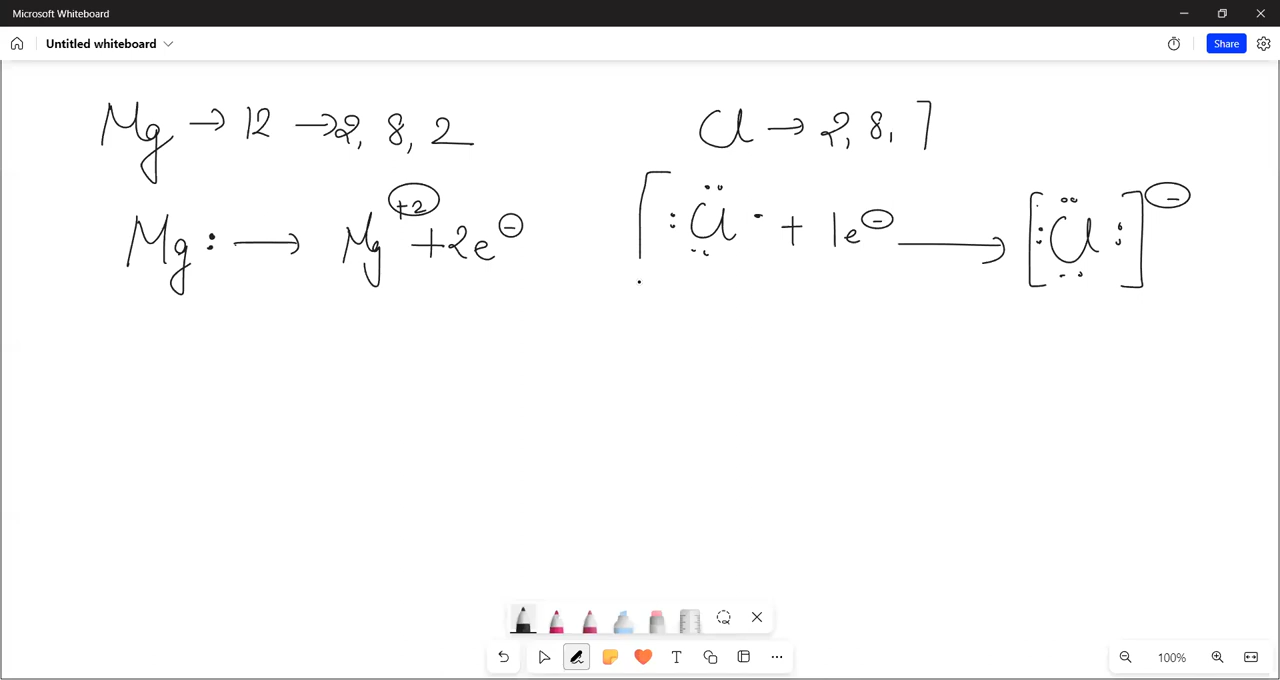 Microsoft Whiteboard
Untitled whiteboard
Share
Mg → 12 → 2, 8, 2
Cl → 2, 8, 7
Mg: ⟶ Mg +2 + 2e⊖
[ :Cl· + 1e⊖ ⟶ [:Cl:] −
100%